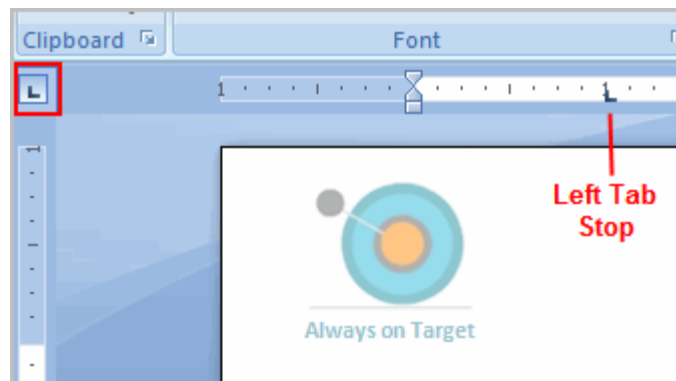 Clipboard
Font
1
1
1
Left Tab
Stop
Always on Target